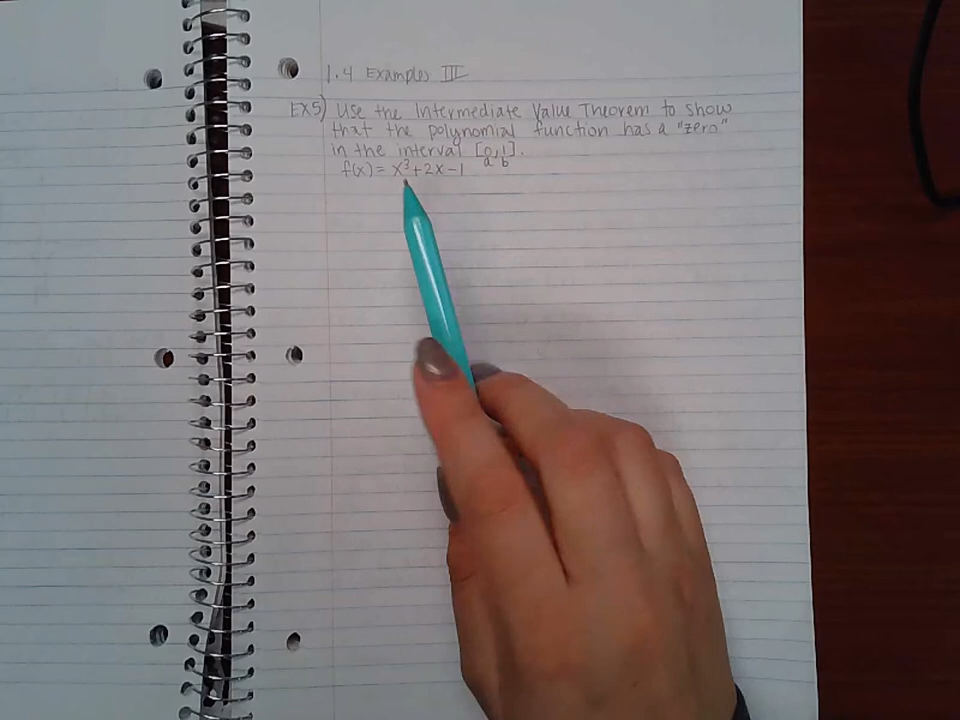 1.4 Examples III
EX5) Use the Intermediate Value Theorem to show
that the polynomial function has a "zero"
in the interval [0,1].
a b
f(x) = x³+2x-1